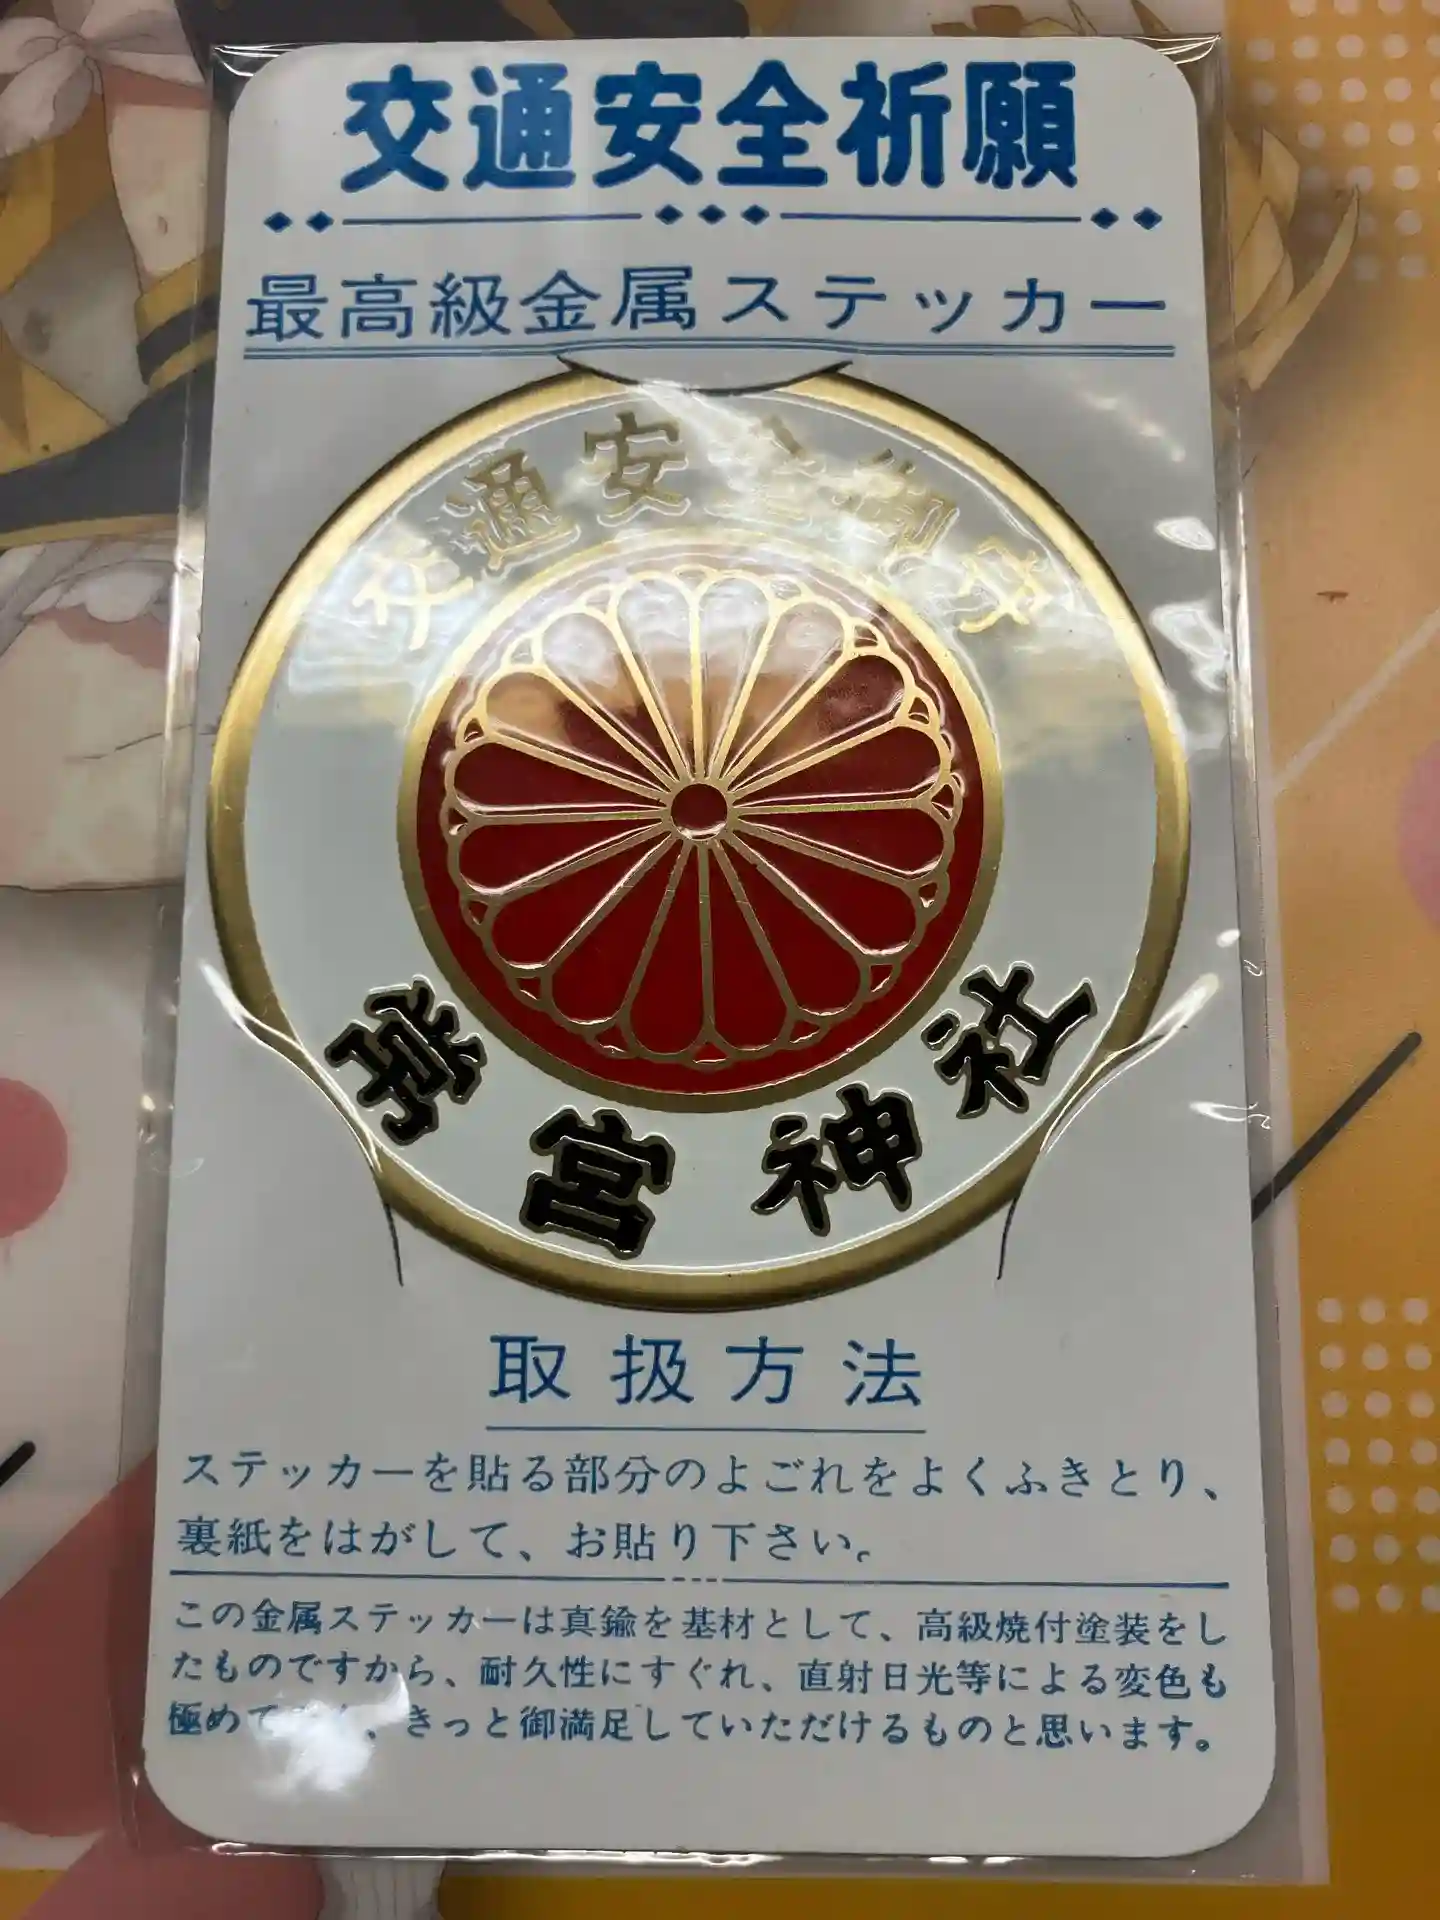 交通安全祈願
最高級金属ステッカー
交通安全御守
宮神社
取扱方法
ステッカーを貼る部分のよごれをよくふきとり、
裏紙をはがして、お貼り下さい。
この金属ステッカーは真鍮を基材として、高級焼付塗装をし
たものですから、耐久性にすぐれ、直射日光等による変色も
極めて、きっと御満足していただけるものと思います。